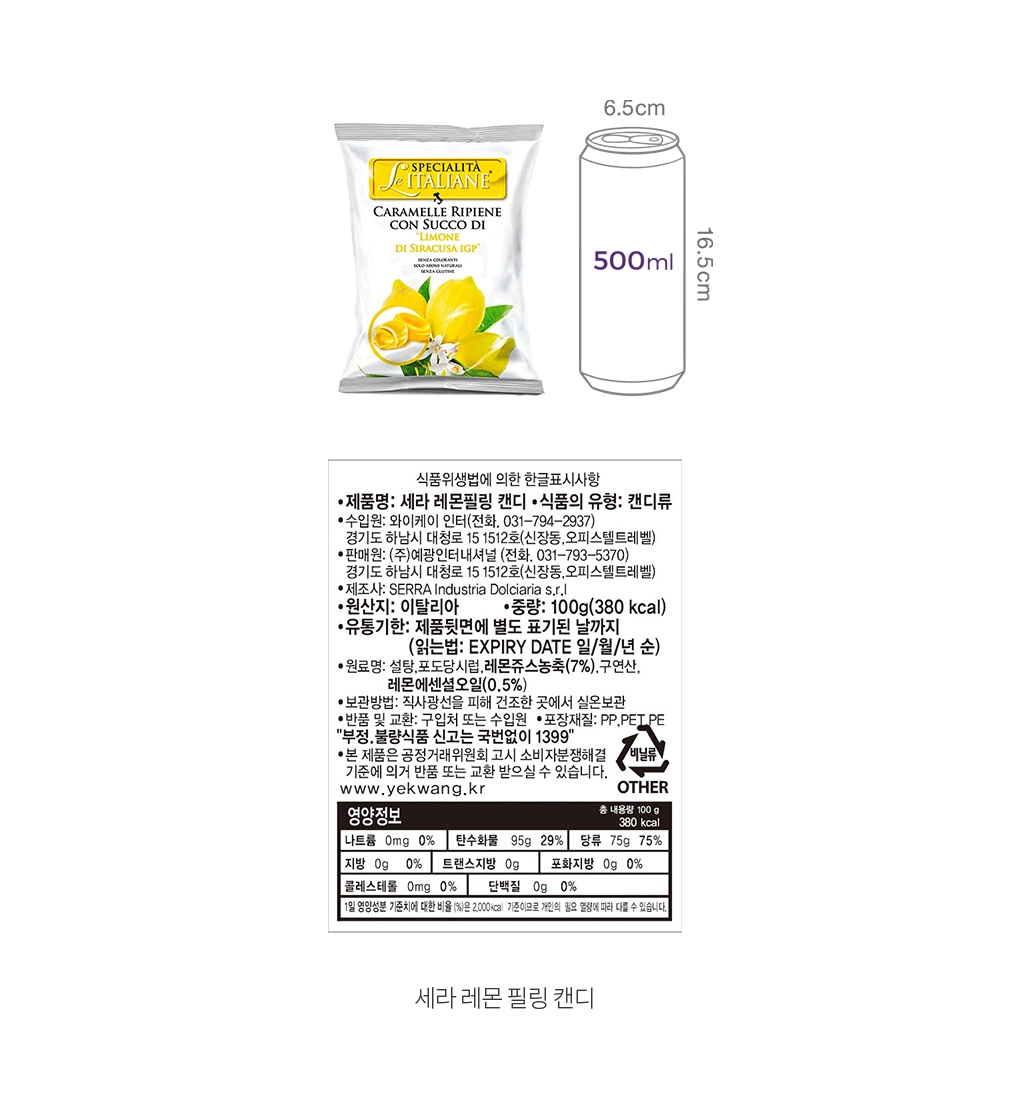 6.5cm
SPECIALITÀ
Le ITALIANE®
CARAMELLE RIPIENE
CON SUCCO DI
"LIMONE
DI SIRACUSA IGP"
SENZA COLORANTI
SOLO AROMI NATURALI
SENZA GLUTINE
500ml
16.5cm
식품위생법에 의한 한글표시사항
•제품명: 세라 레몬필링 캔디 •식품의 유형: 캔디류
•수입원: 와이케이 인터(전화. 031-794-2937)
경기도 하남시 대청로 15 1512호(신장동,오피스텔트레벨)
•판매원: (주)예광인터내셔널 (전화. 031-793-5370)
경기도 하남시 대청로 15 1512호(신장동,오피스텔트레벨)
•제조사: SERRA Industria Dolciaria s.r.l
•원산지: 이탈리아 •중량: 100g(380 kcal)
•유통기한: 제품뒷면에 별도 표기된 날까지
(읽는법: EXPIRY DATE 일/월/년 순)
•원료명: 설탕,포도당시럽,레몬쥬스농축(7%),구연산,
레몬에센셜오일(0.5%)
•보관방법: 직사광선을 피해 건조한 곳에서 실온보관
•반품 및 교환: 구입처 또는 수입원 •포장재질: PP,PET,PE
"부정.불량식품 신고는 국번없이 1399"
•본 제품은 공정거래위원회 고시 소비자분쟁해결
기준에 의거 반품 또는 교환 받으실 수 있습니다.
www.yekwang.kr
비닐류
OTHER
영양정보 총 내용량 100 g
380 kcal
나트륨 0mg 0% 탄수화물 95g 29% 당류 75g 75%
지방 0g 0% 트랜스지방 0g 포화지방 0g 0%
콜레스테롤 0mg 0% 단백질 0g 0%
1일 영양성분 기준치에 대한 비율(%)은 2,000kcal 기준이므로 개인의 필요 열량에 따라 다를 수 있습니다.
세라 레몬 필링 캔디